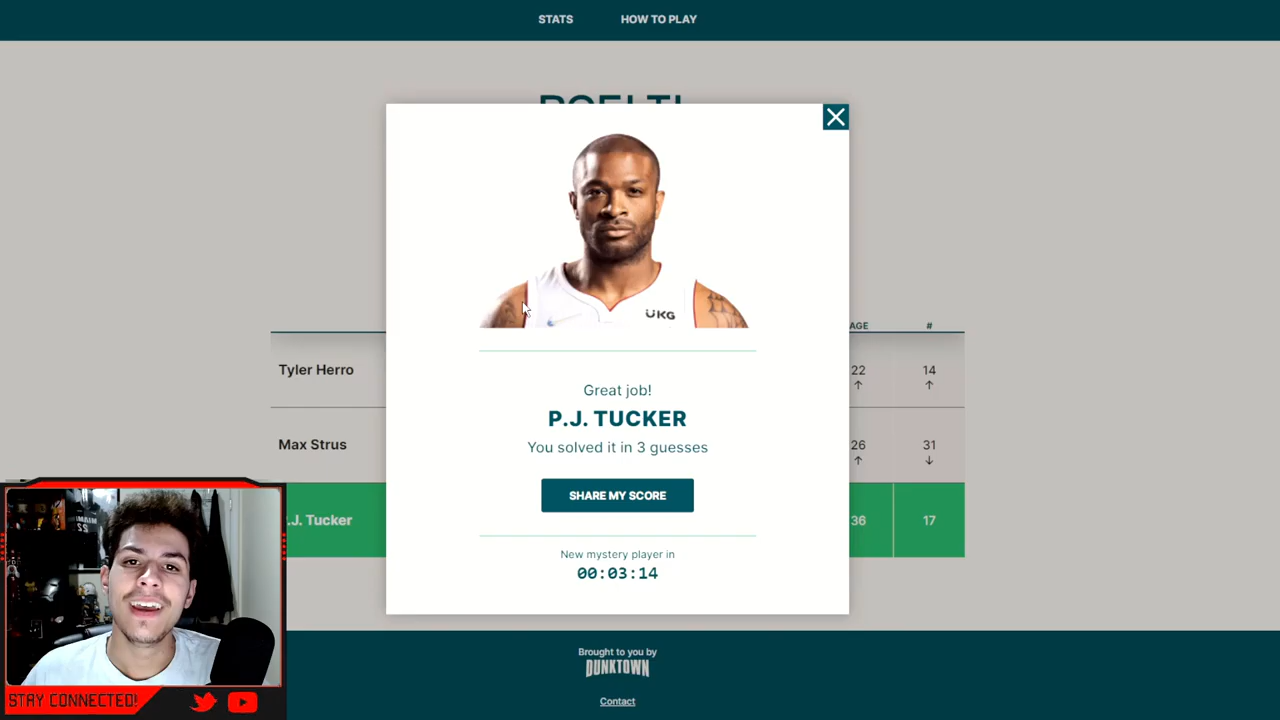 STATS
HOW TO PLAY
AGE
#
Tyler Herro
22
14
↑
↑
Max Strus
26
31
↑
↓
P.J. Tucker
36
17
UKG
Great job!
P.J. TUCKER
You solved it in 3 guesses
SHARE MY SCORE
New mystery player in
00:03:14
Brought to you by
DUNKTOWN
Contact
MIAMI
22
STAY CONNECTED!